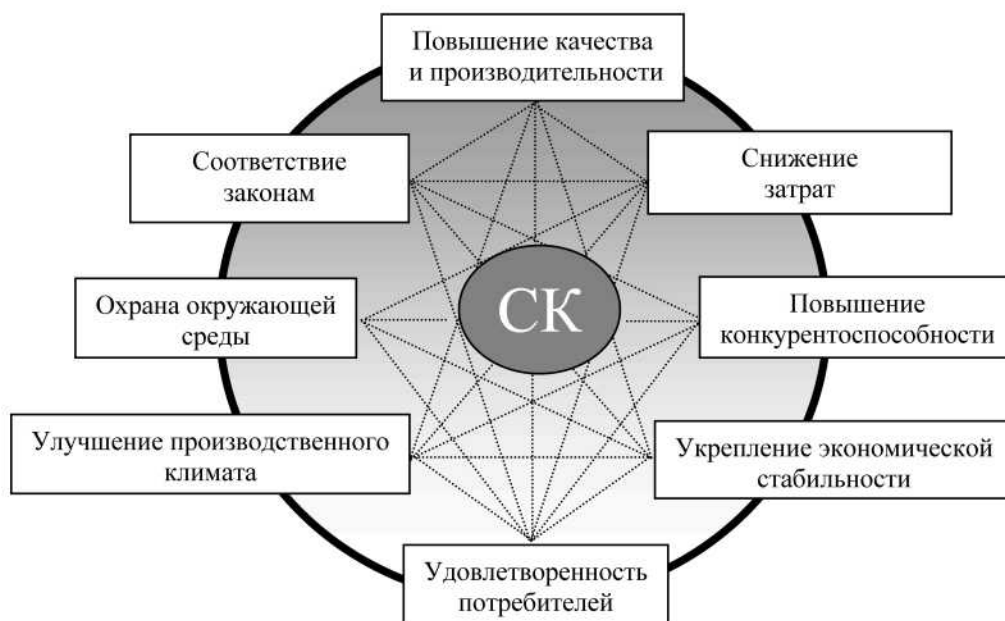 Повышение качества
и производительности
Соответствие
законам
Снижение
затрат
СК
Охрана окружающей
среды
Повышение
конкурентоспособности
Улучшение производственного
климата
Укрепление экономической
стабильности
Удовлетворенность
потребителей